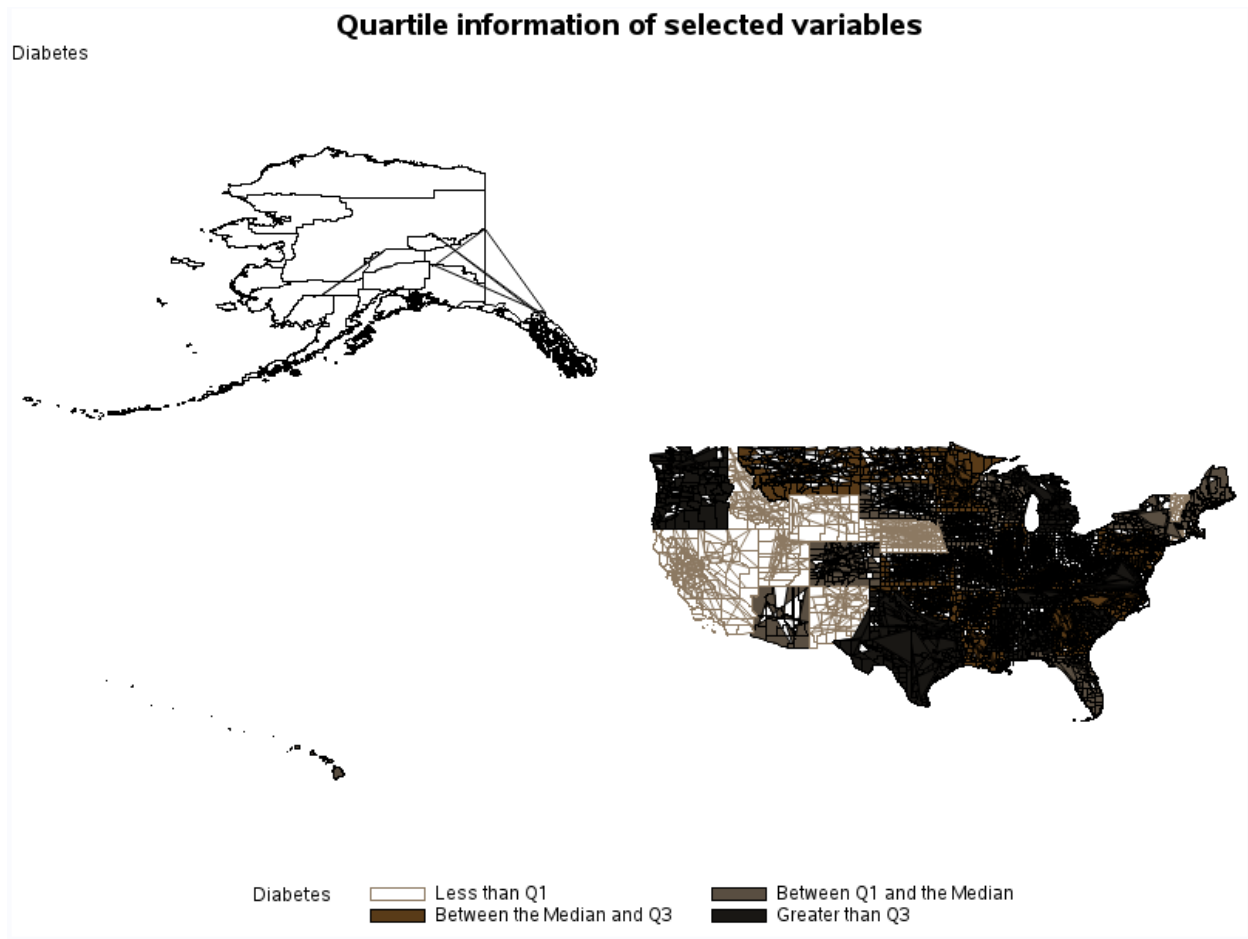 Quartile information of selected variables
Diabetes
Diabetes Less than Q1 Between Q1 and the Median
Between the Median and Q3 Greater than Q3